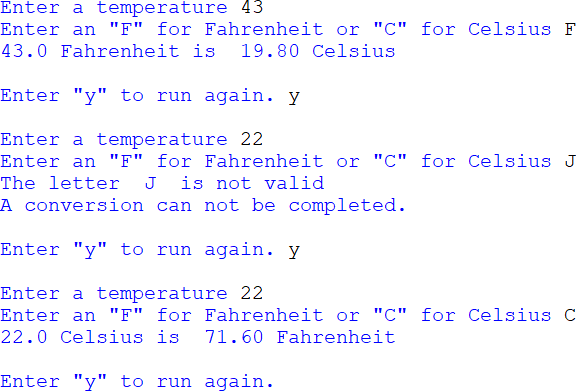 Enter a temperature 43
Enter an "F" for Fahrenheit or "C" for Celsius F
43.0 Fahrenheit is  19.80 Celsius
Enter "y" to run again. y
Enter a temperature 22
Enter an "F" for Fahrenheit or "C" for Celsius J
The letter  J  is not valid
A conversion can not be completed.
Enter "y" to run again. y
Enter a temperature 22
Enter an "F" for Fahrenheit or "C" for Celsius C
22.0 Celsius is  71.60 Fahrenheit
Enter "y" to run again.